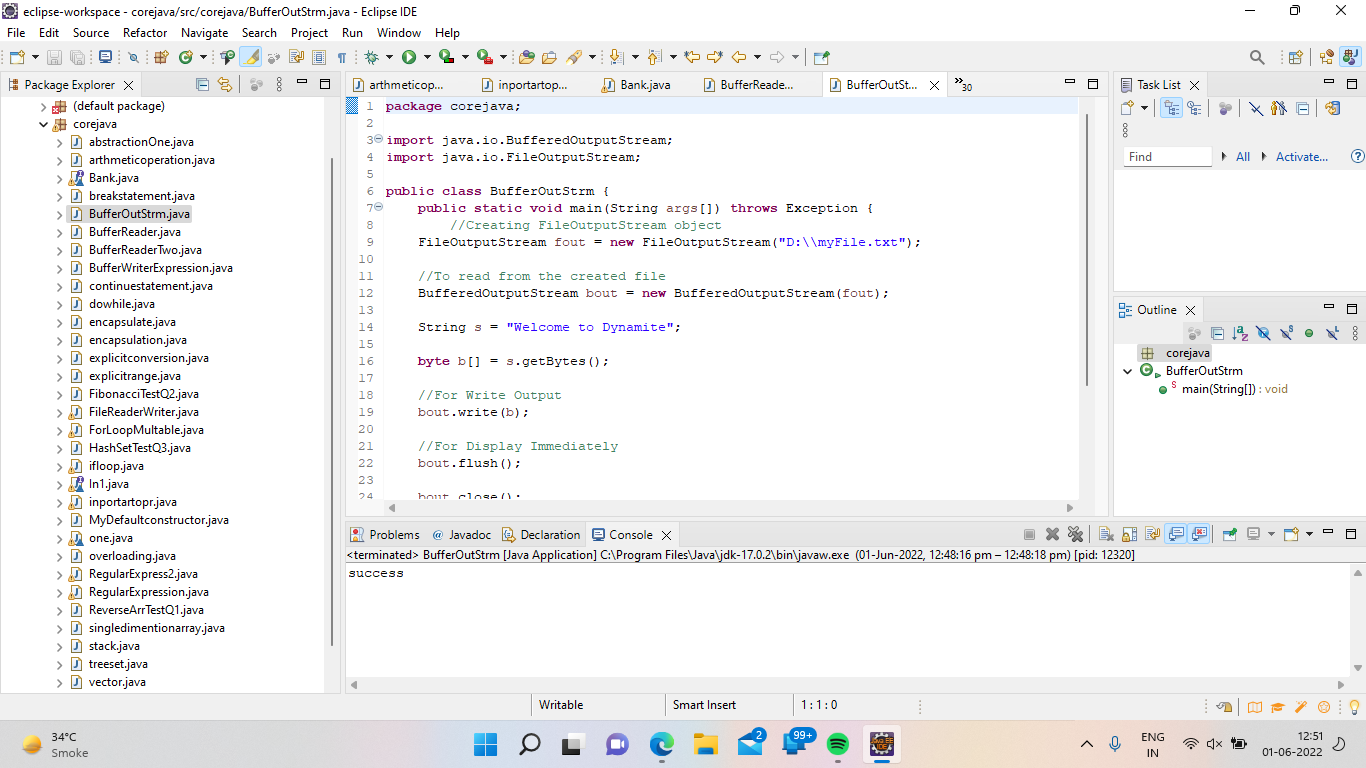 eclipse-workspace - corejava/src/corejava/BufferOutStrm.java - Eclipse IDE
File Edit Source Refactor Navigate Search Project Run Window Help
Package Explorer
(default package)
corejava
abstractionOne.java
arthmeticoperation.java
Bank.java
breakstatement.java
BufferOutStrm.java
BufferReader.java
BufferReaderTwo.java
BufferWriterExpression.java
continuestatement.java
dowhile.java
encapsulate.java
encapsulation.java
explicitconversion.java
explicitrange.java
FibonacciTestQ2.java
FileReaderWriter.java
ForLoopMultable.java
HashSetTestQ3.java
ifloop.java
In1.java
inportartopr.java
MyDefaultconstructor.java
one.java
overloading.java
RegularExpress2.java
RegularExpression.java
ReverseArrTestQ1.java
singledimentionarray.java
stack.java
treeset.java
vector.java
arthmeticop... inportartop... Bank.java BufferReade... BufferOutSt... 30
1 package corejava;
2
3 import java.io.BufferedOutputStream;
4 import java.io.FileOutputStream;
5
6 public class BufferOutStrm {
7 public static void main(String args[]) throws Exception {
8 //Creating FileOutputStream object
9 FileOutputStream fout = new FileOutputStream("D:\\myFile.txt");
10
11 //To read from the created file
12 BufferedOutputStream bout = new BufferedOutputStream(fout);
13
14 String s = "Welcome to Dynamite";
15
16 byte b[] = s.getBytes();
17
18 //For Write Output
19 bout.write(b);
20
21 //For Display Immediately
22 bout.flush();
23
24 bout.close();
Task List
Find All Activate...
Outline
corejava
BufferOutStrm
main(String[]) : void
Problems @ Javadoc Declaration Console
<terminated> BufferOutStrm [Java Application] C:\Program Files\Java\jdk-17.0.2\bin\javaw.exe (01-Jun-2022, 12:48:16 pm – 12:48:18 pm) [pid: 12320]
success
Writable Smart Insert 1 : 1 : 0
34°C
Smoke
2
99+
Java EE
IDE
ENG
IN
12:51
01-06-2022